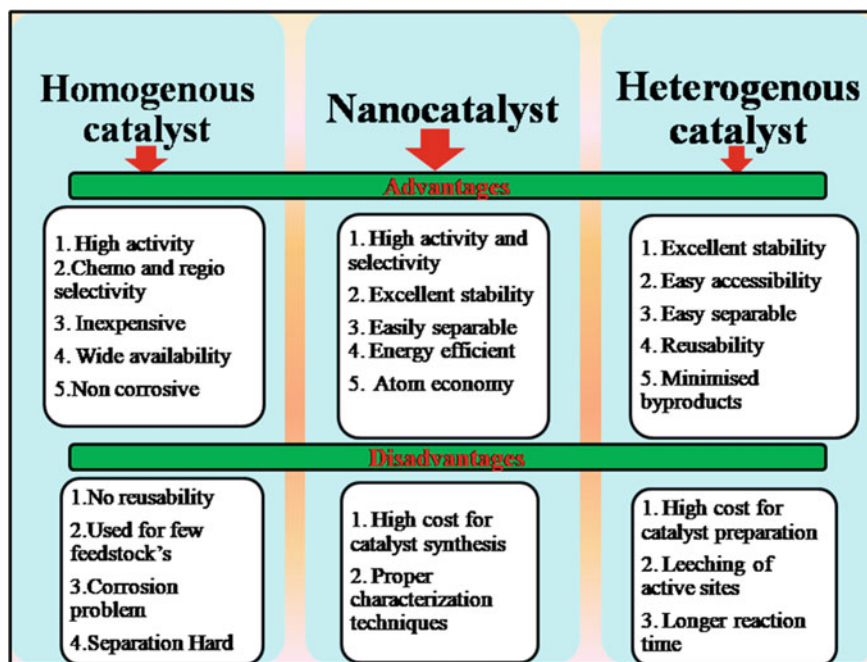 Homogenous
catalyst
Nanocatalyst
Heterogenous
catalyst
Advantages
1. High activity
2.Chemo and regio
selectivity
3. Inexpensive
4. Wide availability
5.Non corrosive
1. High activity and
selectivity
2. Excellent stability
3. Easily separable
4. Energy efficient
5. Atom economy
1. Excellent stability
2. Easy accessibility
3. Easy separable
4. Reusability
5. Minimised
byproducts
Disadvantages
1.No reusability
2.Used for few
feedstock's
3.Corrosion
problem
4.Separation Hard
1. High cost for
catalyst synthesis
2. Proper
characterization
techniques
1. High cost for
catalyst preparation
2. Leeching of
active sites
3. Longer reaction
time